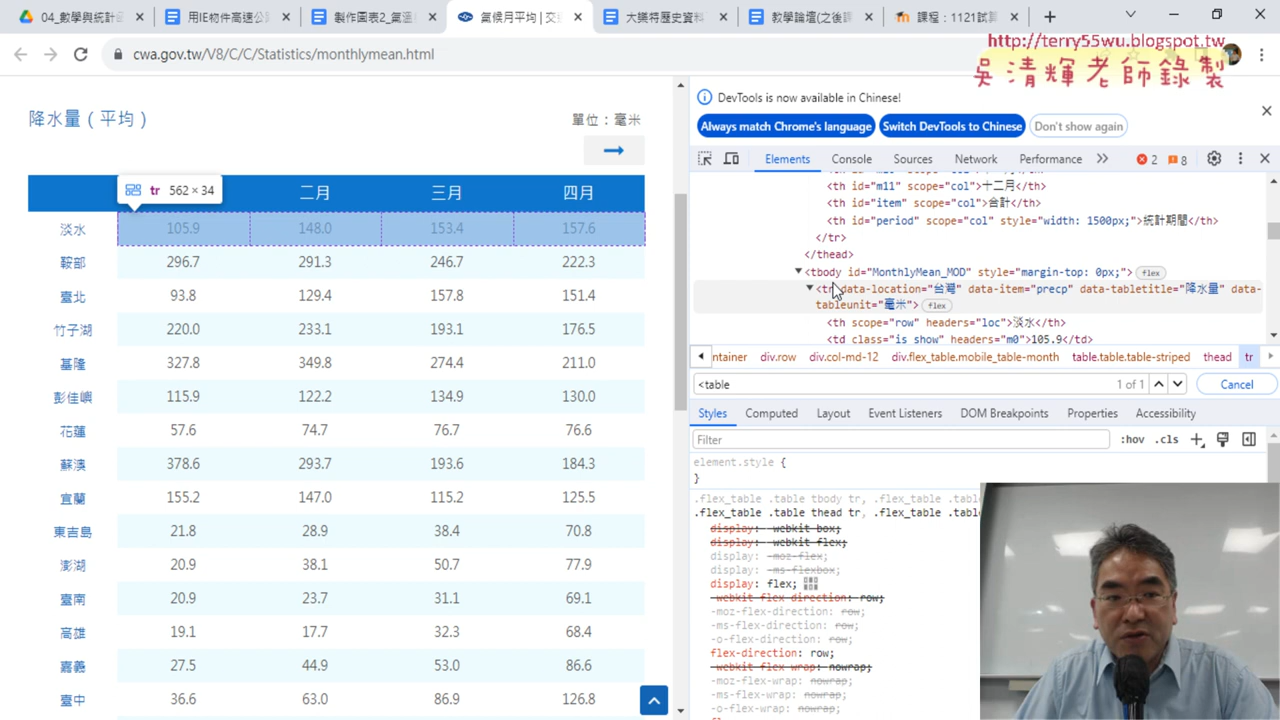 04_數學與統計函
用IE物件高速公
製作圖表2_氣溫
氣候月平均 | 交
大樂特歷史資料
教學論壇(之後課
課程：1121試算
cwa.gov.tw/V8/C/C/Statistics/monthlymean.html
http://terry55wu.blogspot.tw
吳清輝老師錄製
降水量 ( 平均 )
單位：毫米
tr 562 × 34
二月 三月 四月
淡水 105.9 148.0 153.4 157.6
鞍部 296.7 291.3 246.7 222.3
臺北 93.8 129.4 157.8 151.4
竹子湖 220.0 233.1 193.1 176.5
基隆 327.8 349.8 274.4 211.0
彭佳嶼 115.9 122.2 134.9 130.0
花蓮 57.6 74.7 76.7 76.6
蘇澳 378.6 293.7 193.6 184.3
宜蘭 155.2 147.0 115.2 125.5
東吉島 21.8 28.9 38.4 70.8
澎湖 20.9 38.1 50.7 77.9
臺南 20.9 23.7 31.1 69.1
高雄 19.1 17.7 32.3 68.4
嘉義 27.5 44.9 53.0 86.6
臺中 36.6 63.0 86.9 126.8
DevTools is now available in Chinese!
Always match Chrome's language Switch DevTools to Chinese Don't show again
Elements Console Sources Network Performance 2 8
<th id="m11" scope="col">十二月</th>
<th id="item" scope="col">合計</th>
<th id="period" scope="col" style="width: 1500px;">統計期間</th>
</tr>
</thead>
<tbody id="MonthlyMean_MOD" style="margin-top: 0px;"> flex
<tr data-location="台灣" data-item="precp" data-tabletitle="降水量" data-
tableunit="毫米"> flex
<th scope="row" headers="loc">淡水</th>
<td class="is show" headers="m0">105.9</td>
ntainer div.row div.col-md-12 div.flex_table.mobile_table-month table.table.table-striped thead tr
<table 1 of 1 Cancel
Styles Computed Layout Event Listeners DOM Breakpoints Properties Accessibility
Filter :hov .cls
element.style {
}
.flex_table .table tbody tr, .flex_table .table
.flex_table .table thead tr, .flex_table .table
display: -webkit-box;
display: -webkit-flex;
display: -moz-flex;
display: -ms-flexbox;
display: flex;
-webkit-flex-direction: row;
-moz-flex-direction: row;
-ms-flex-direction: row;
-o-flex-direction: row;
flex-direction: row;
-webkit-flex-wrap: nowrap;
-moz-flex-wrap: nowrap;
-ms-flex-wrap: nowrap;
-o-flex-wrap: nowrap;